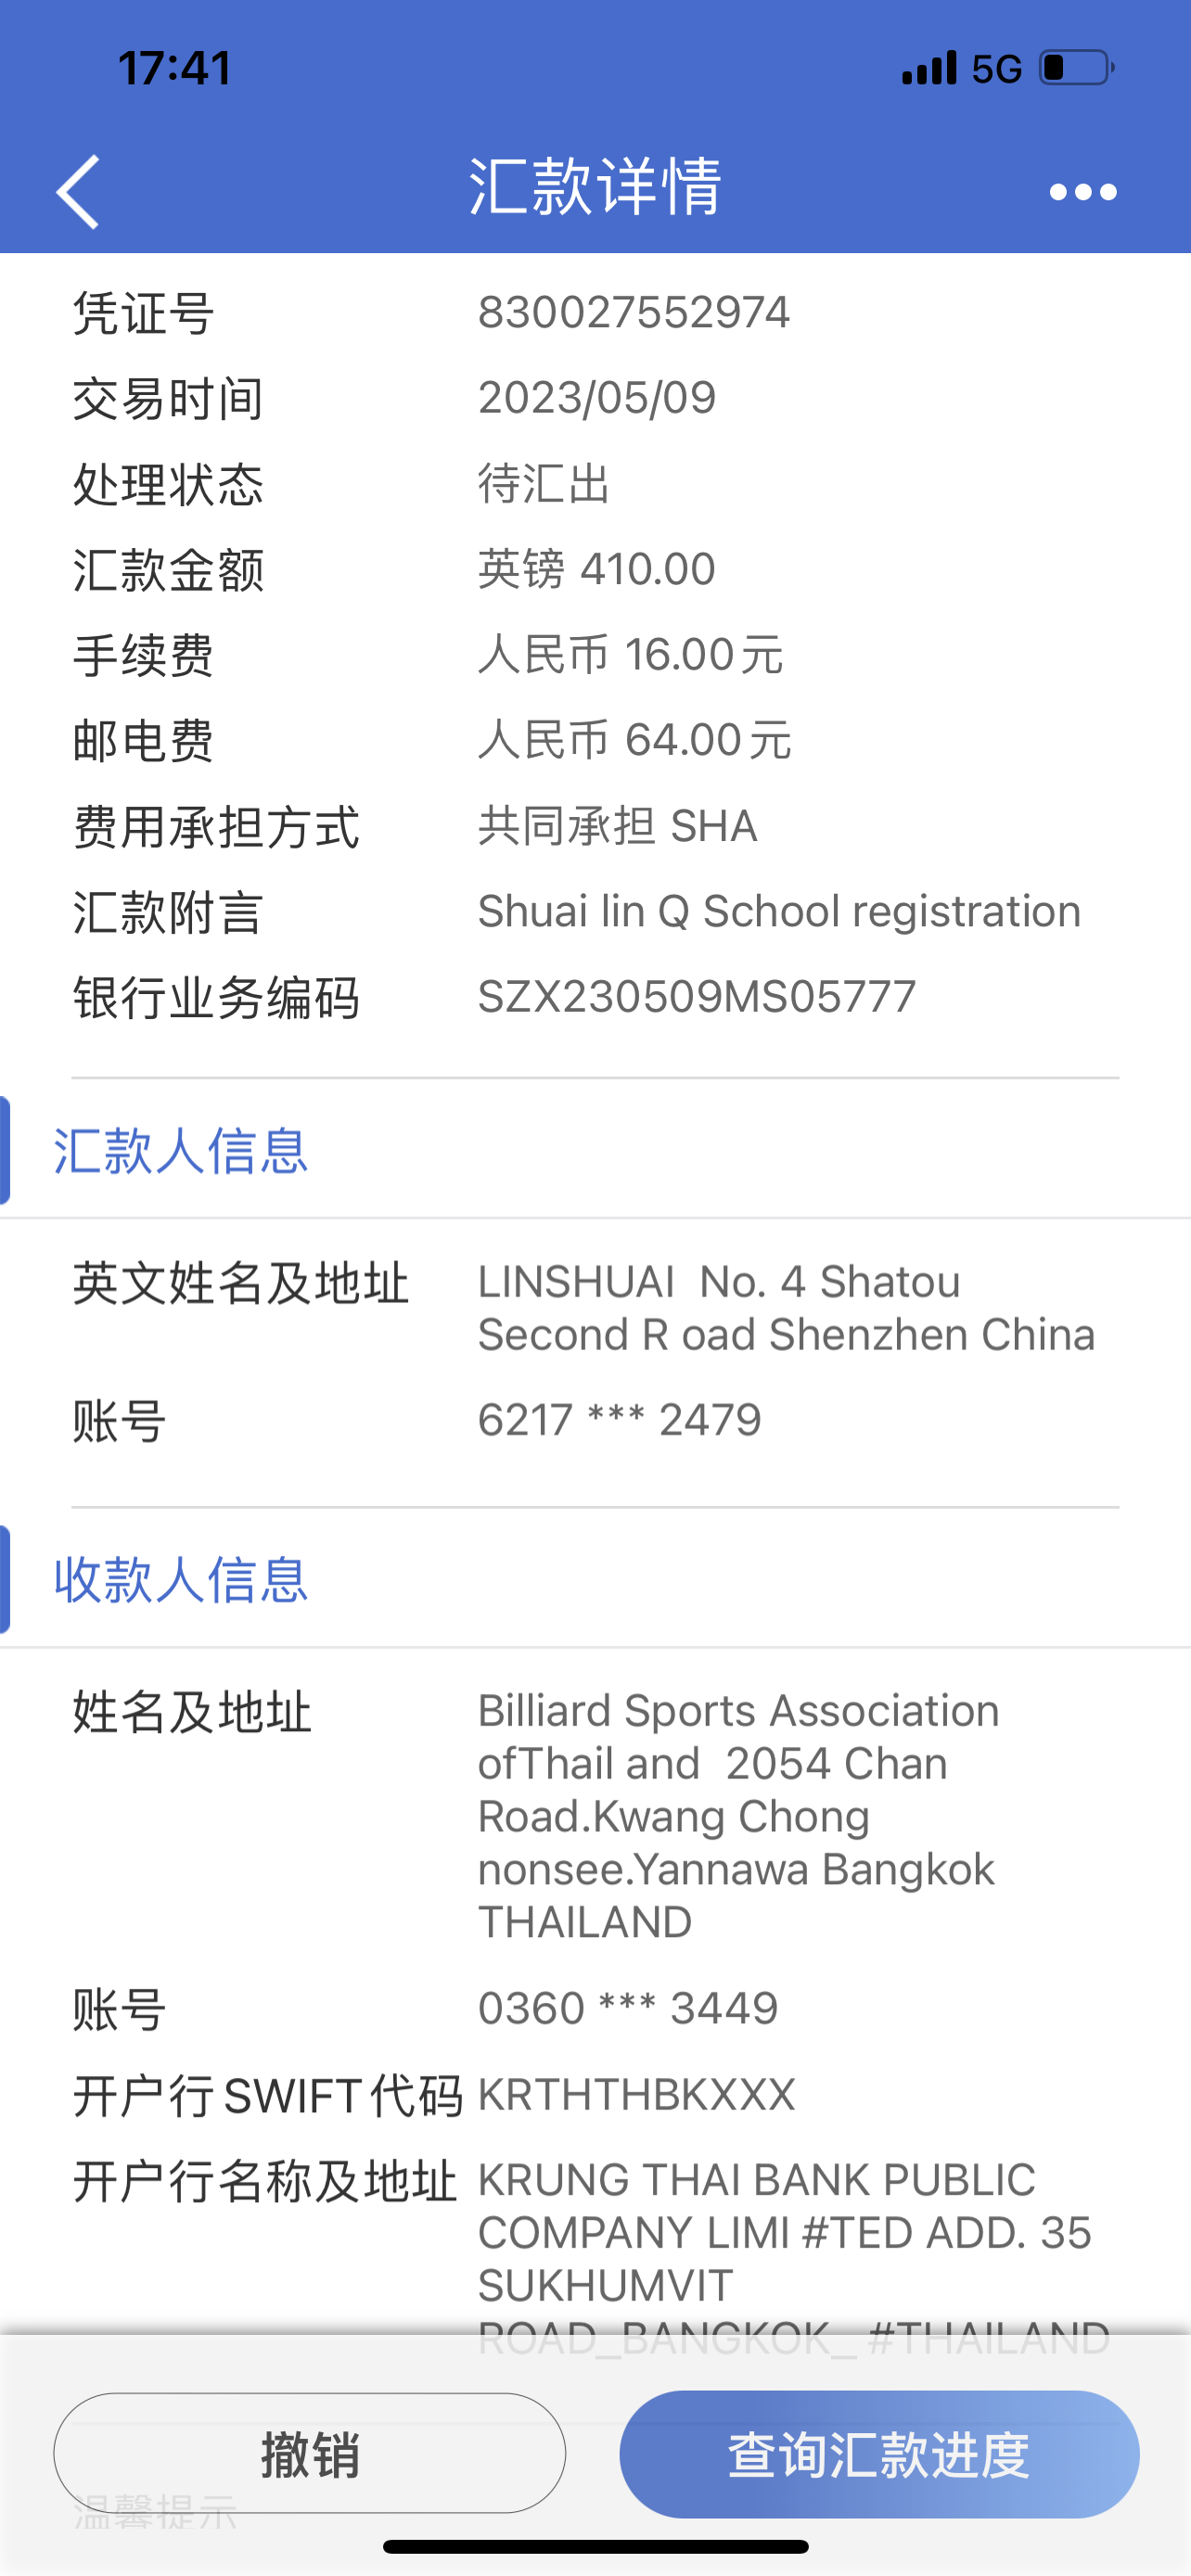 17:41
5G
汇款详情
凭证号 830027552974
交易时间 2023/05/09
处理状态 待汇出
汇款金额 英镑 410.00
手续费 人民币 16.00元
邮电费 人民币 64.00元
费用承担方式 共同承担 SHA
汇款附言 Shuai lin Q School registration
银行业务编码 SZX230509MS05777
汇款人信息
英文姓名及地址 LINSHUAI  No. 4 Shatou
Second R oad Shenzhen China
账号 6217 *** 2479
收款人信息
姓名及地址 Billiard Sports Association
ofThail and  2054 Chan
Road.Kwang Chong
nonsee.Yannawa Bangkok
THAILAND
账号 0360 *** 3449
开户行SWIFT代码 KRTHTHBKXXX
开户行名称及地址 KRUNG THAI BANK PUBLIC
COMPANY LIMI #TED ADD. 35
SUKHUMVIT
ROAD_BANGKOK_ #THAILAND
撤销 查询汇款进度
温馨提示